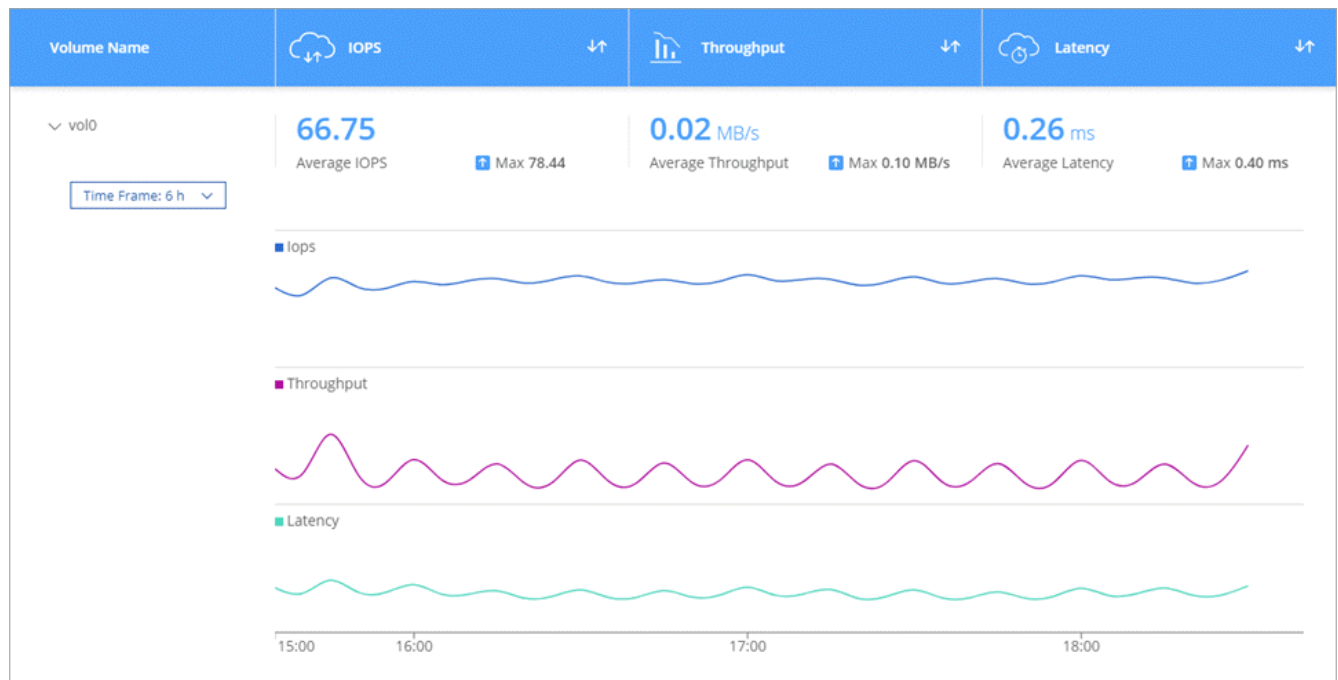 Volume Name IOPS Throughput Latency
vol0 66.75 0.02 MB/s 0.26 ms
Average IOPS Max 78.44 Average Throughput Max 0.10 MB/s Average Latency Max 0.40 ms
Time Frame: 6 h
Iops
Throughput
Latency
15:00 16:00 17:00 18:00